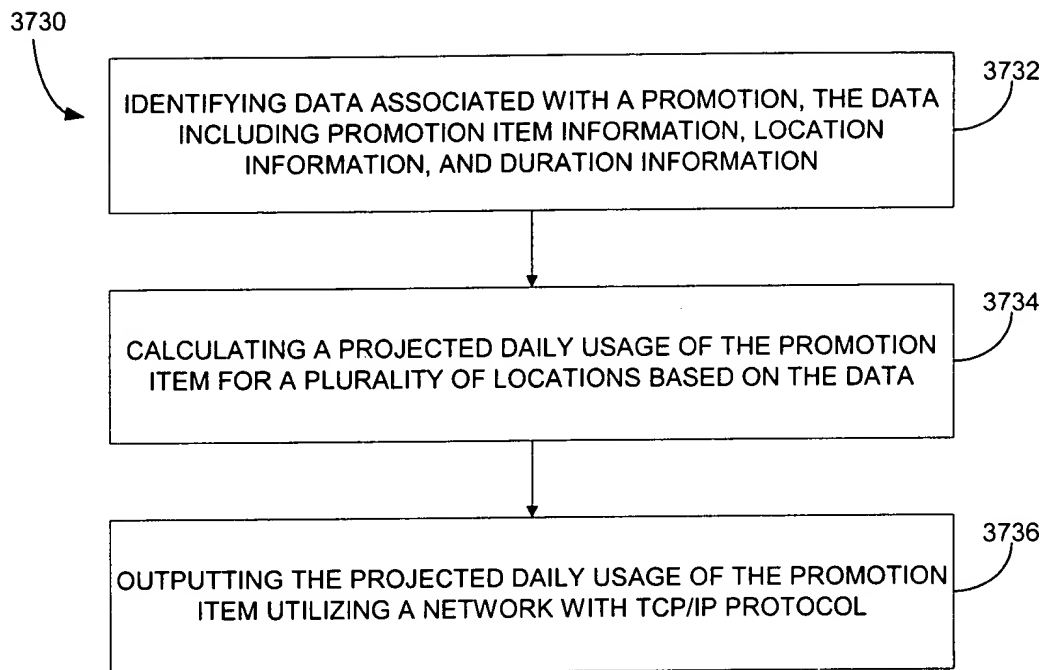 3730
3732
IDENTIFYING DATA ASSOCIATED WITH A PROMOTION, THE DATA
INCLUDING PROMOTION ITEM INFORMATION, LOCATION
INFORMATION, AND DURATION INFORMATION
3734
CALCULATING A PROJECTED DAILY USAGE OF THE PROMOTION
ITEM FOR A PLURALITY OF LOCATIONS BASED ON THE DATA
3736
OUTPUTTING THE PROJECTED DAILY USAGE OF THE PROMOTION
ITEM UTILIZING A NETWORK WITH TCP/IP PROTOCOL